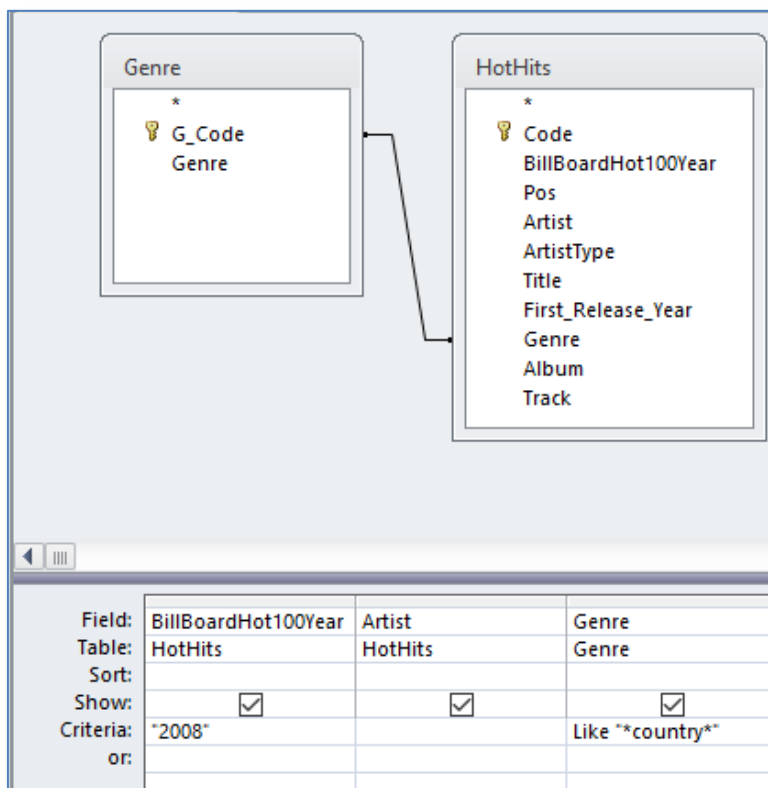 Genre
*
G_Code
Genre
HotHits
*
Code
BillBoardHot100Year
Pos
Artist
ArtistType
Title
First_Release_Year
Genre
Album
Track
Field: BillBoardHot100Year Artist Genre
Table: HotHits HotHits Genre
Sort:
Show:
Criteria: "2008" Like "*country*"
or: